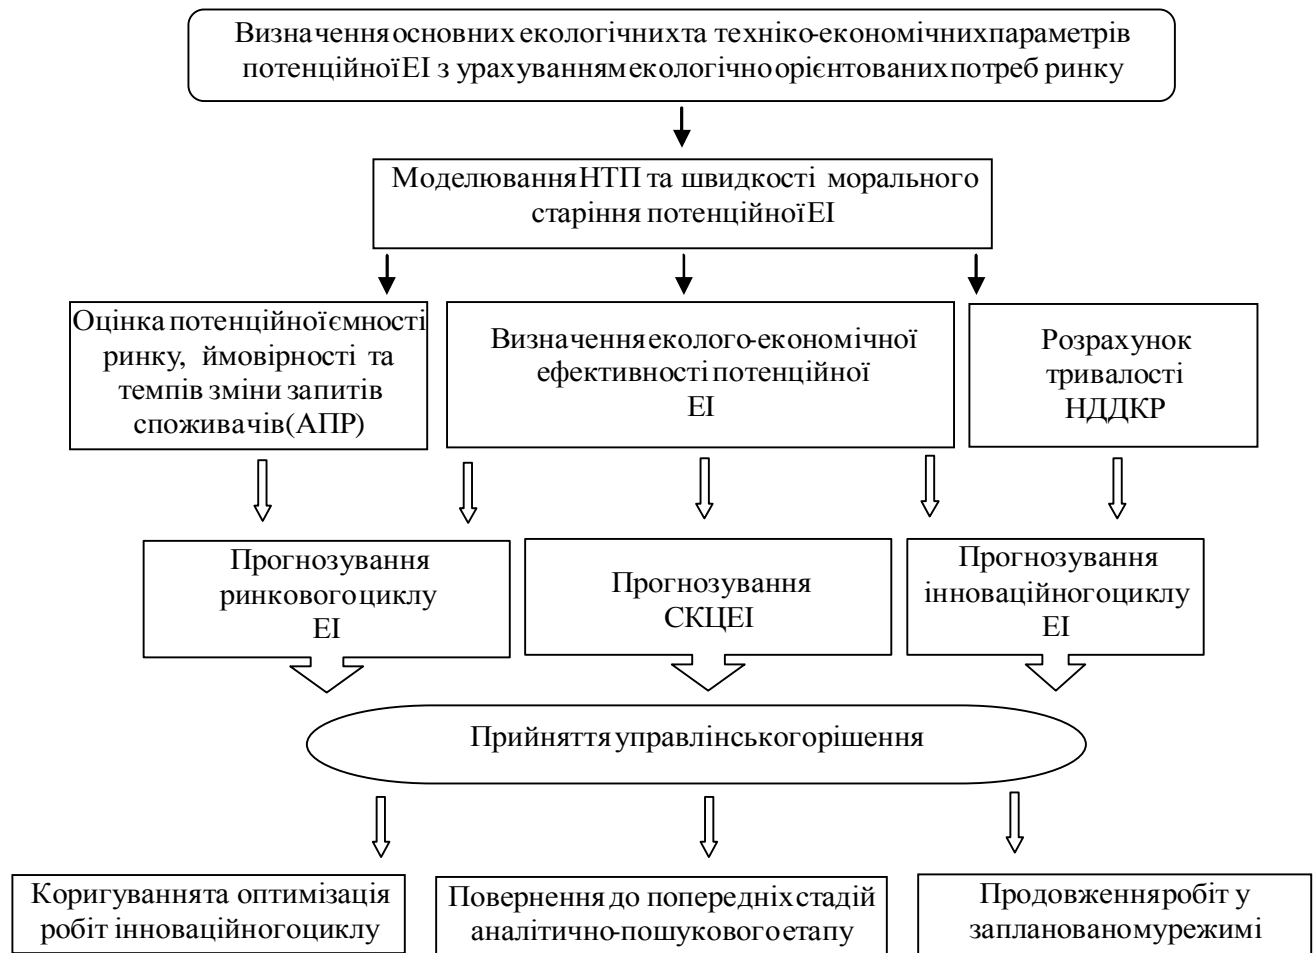 Визначення основних екологічних та техніко-економічних параметрів
потенційної ЕІ з урахуванням екологічно орієнтованих потреб ринку
Моделювання НТП та швидкості морального
старіння потенційної ЕІ
Оцінка потенційної ємності
ринку, ймовірності та
темпів зміни запитів
споживачів (АПР)
Визначення еколого-економічної
ефективності потенційної
ЕІ
Розрахунок
тривалості
НДДКР
Прогнозування
ринкового циклу
ЕІ
Прогнозування
СКЦЕІ
Прогнозування
інноваційного циклу
ЕІ
Прийняття управлінського рішення
Коригування та оптимізація
робіт інноваційного циклу
Повернення до попередніх стадій
аналітично-пошукового етапу
Продовження робіт у
запланованому режимі